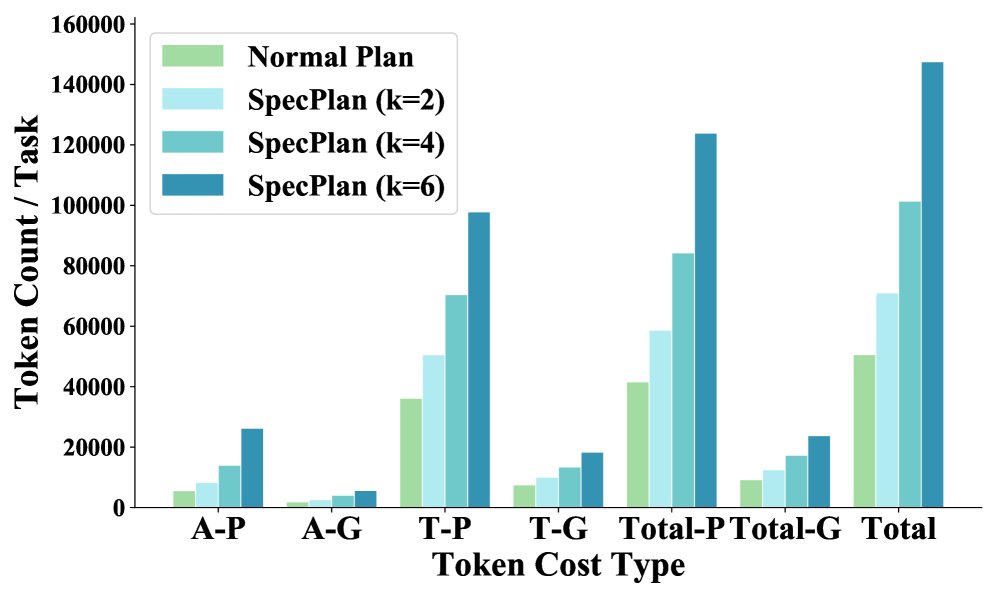 160000
140000
120000
100000
80000
60000
40000
20000
0
Token Count / Task
Normal Plan
SpecPlan (k=2)
SpecPlan (k=4)
SpecPlan (k=6)
A-P A-G T-P T-G Total-P Total-G Total
Token Cost Type